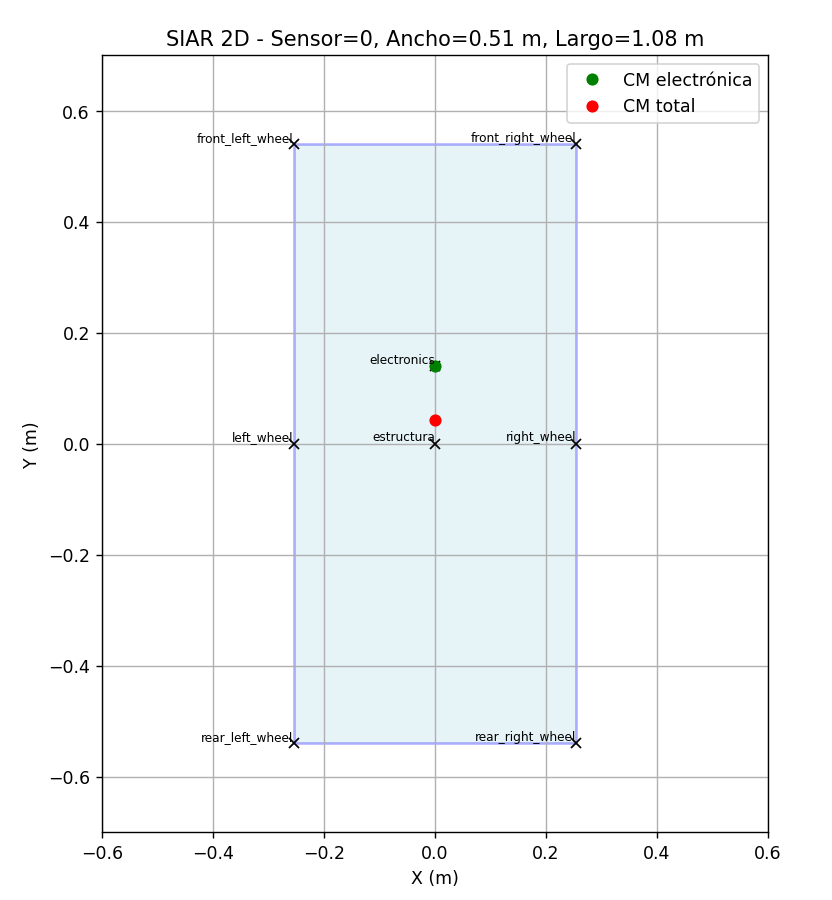 SIAR 2D - Sensor=0, Ancho=0.51 m, Largo=1.08 m
CM electrónica
CM total
0.6
front_left_wheel
front_right_wheel
0.4
0.2
electronics
Y (m)
0.0
left_wheel
estructura
right_wheel
−0.2
−0.4
rear_left_wheel
rear_right_wheel
−0.6
−0.6
−0.4
−0.2
0.0
0.2
0.4
0.6
X (m)